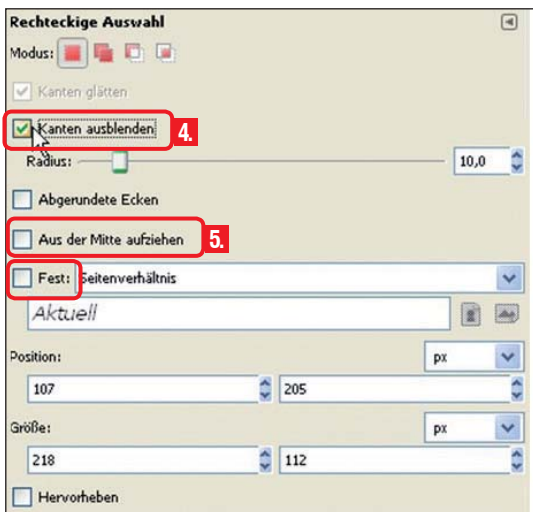 Rechteckige Auswahl
Modus:
Kanten glätten
Kanten ausblenden 4.
Radius: 10,0
Abgerundete Ecken
Aus der Mitte aufziehen 5.
Fest: Seitenverhältnis
Aktuell
Position: px
107 205
Größe: px
218 112
Hervorheben